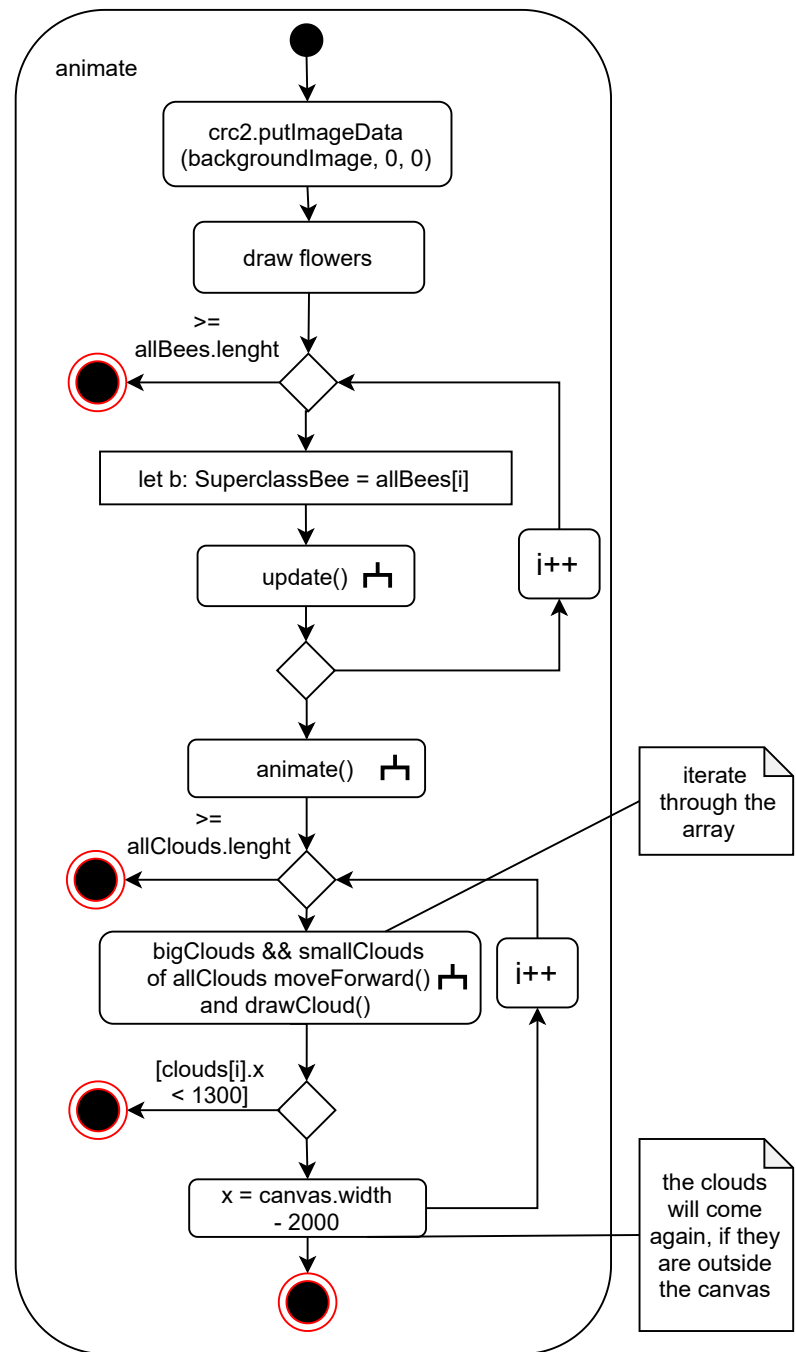 animate
crc2.putImageData
(backgroundImage, 0, 0)
draw flowers
>=
allBees.lenght
let b: SuperclassBee = allBees[i]
update()
i++
animate()
iterate
through the
array
>=
allClouds.lenght
bigClouds && smallClouds
of allClouds moveForward()
and drawCloud()
i++
[clouds[i].x
< 1300]
x = canvas.width
- 2000
the clouds
will come
again, if they
are outside
the canvas